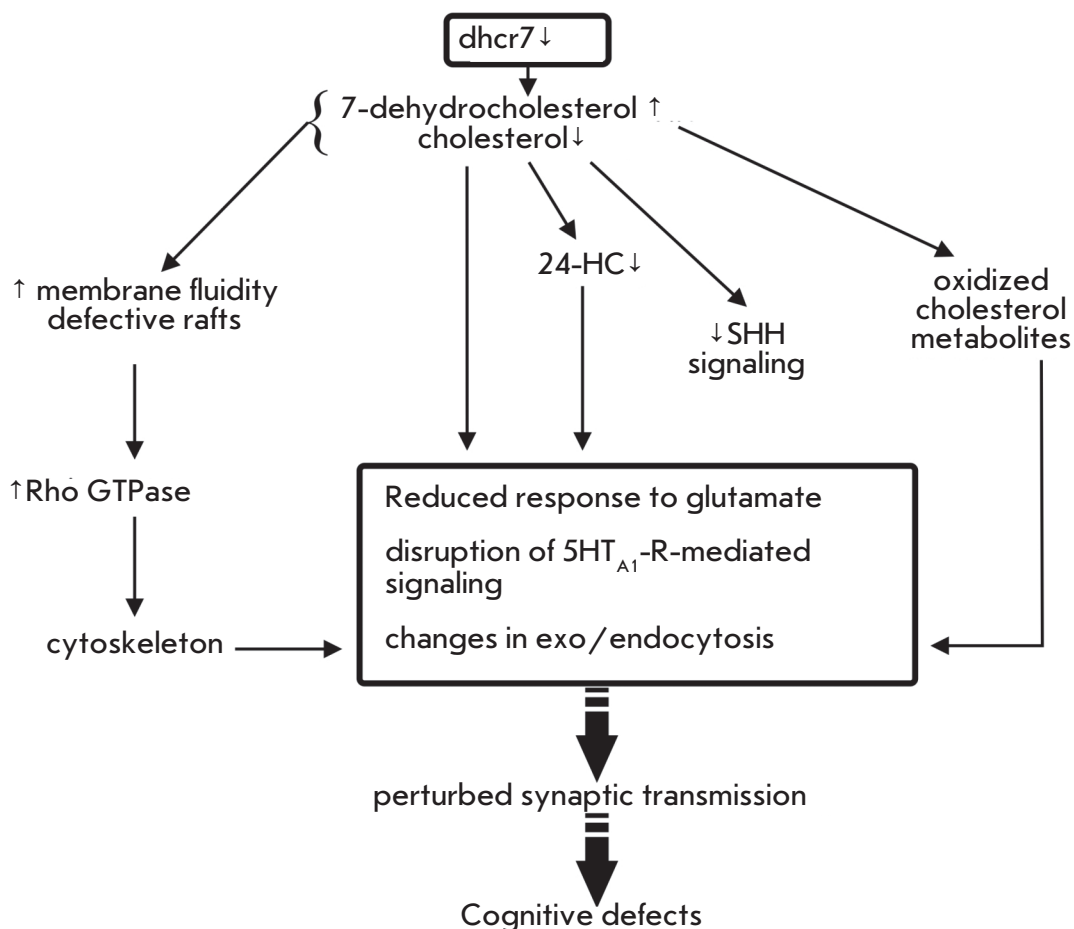 dhcr7↓
7-dehydrocholesterol ↑
cholesterol↓
24-HC↓
↑ membrane fluidity
defective rafts
oxidized
cholesterol
metabolites
↓SHH
signaling
↑Rho GTPase
Reduced response to glutamate
disruption of 5HT_A1-R-mediated
signaling
changes in exo/endocytosis
cytoskeleton
perturbed synaptic transmission
Cognitive defects